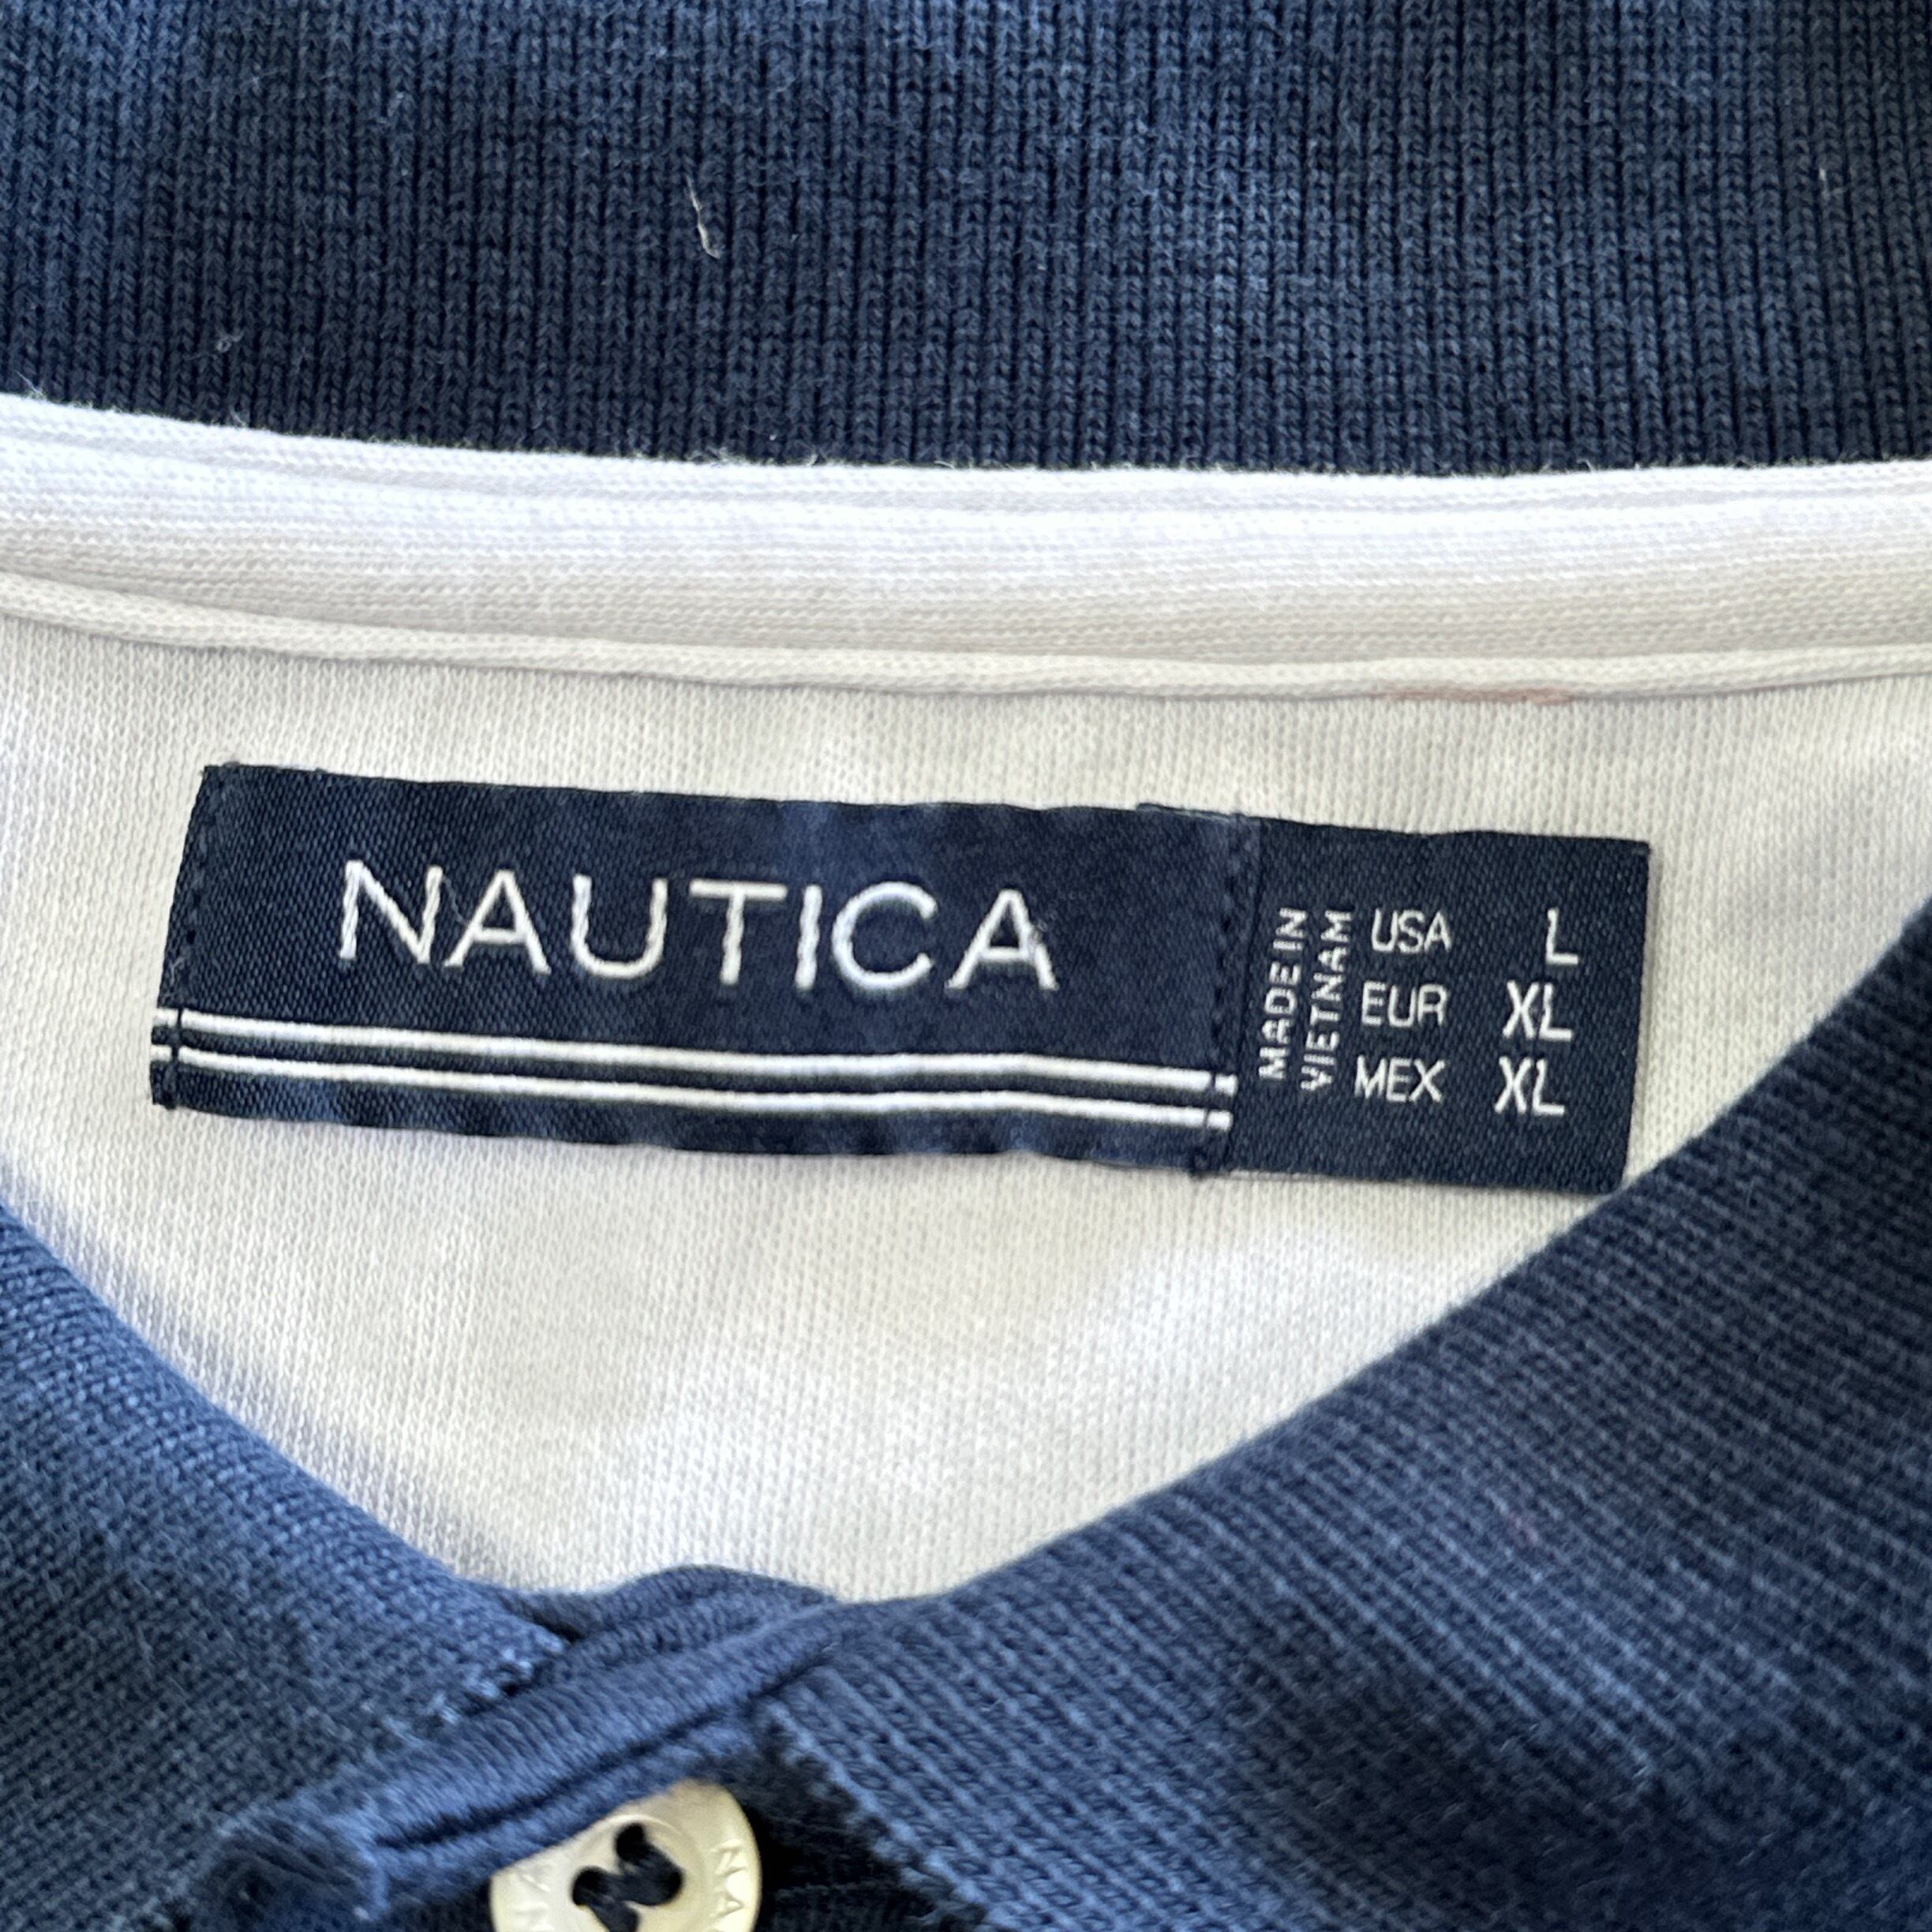 NAUTICA
MADE IN
VIETNAM
USA L
EUR XL
MEX XL